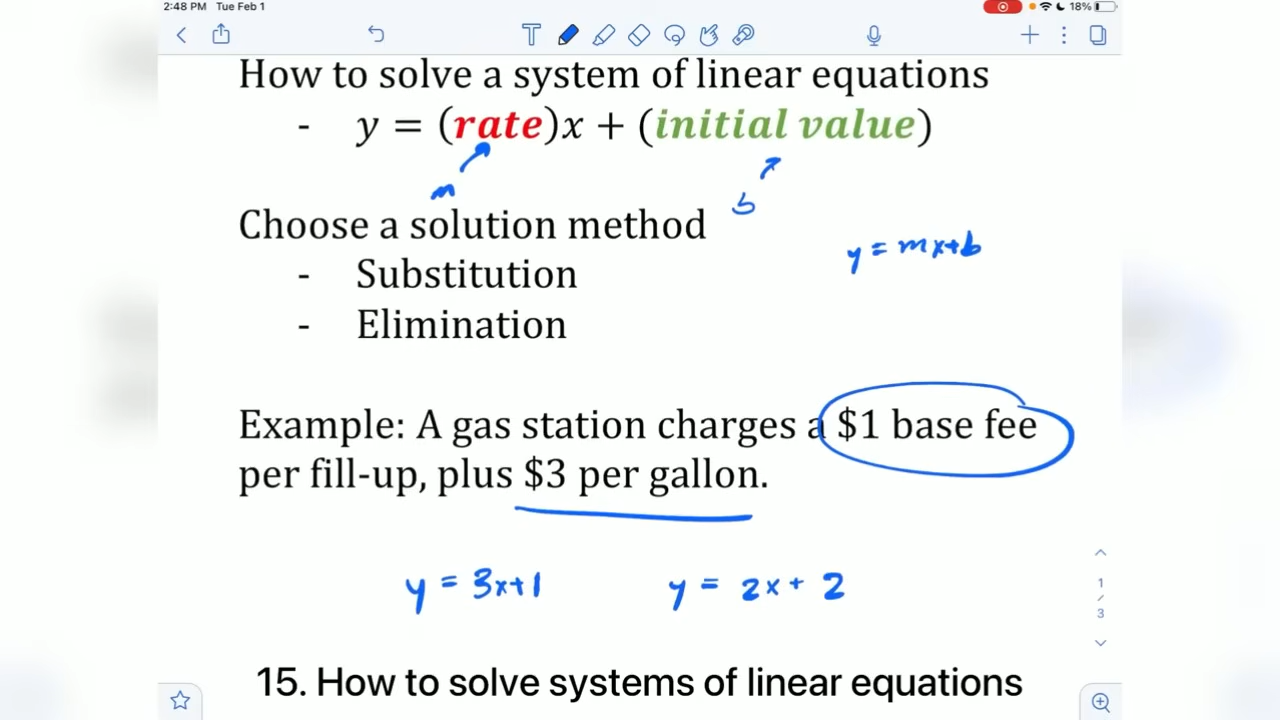 2:48 PM Tue Feb 1
18%
T
How to solve a system of linear equations
- y = (rate)x + (initial value)
m
b
Choose a solution method
y = mx+b
- Substitution
- Elimination
Example: A gas station charges a $1 base fee
per fill-up, plus $3 per gallon.
1
/
3
y = 3x+1 y = 2x + 2
15. How to solve systems of linear equations